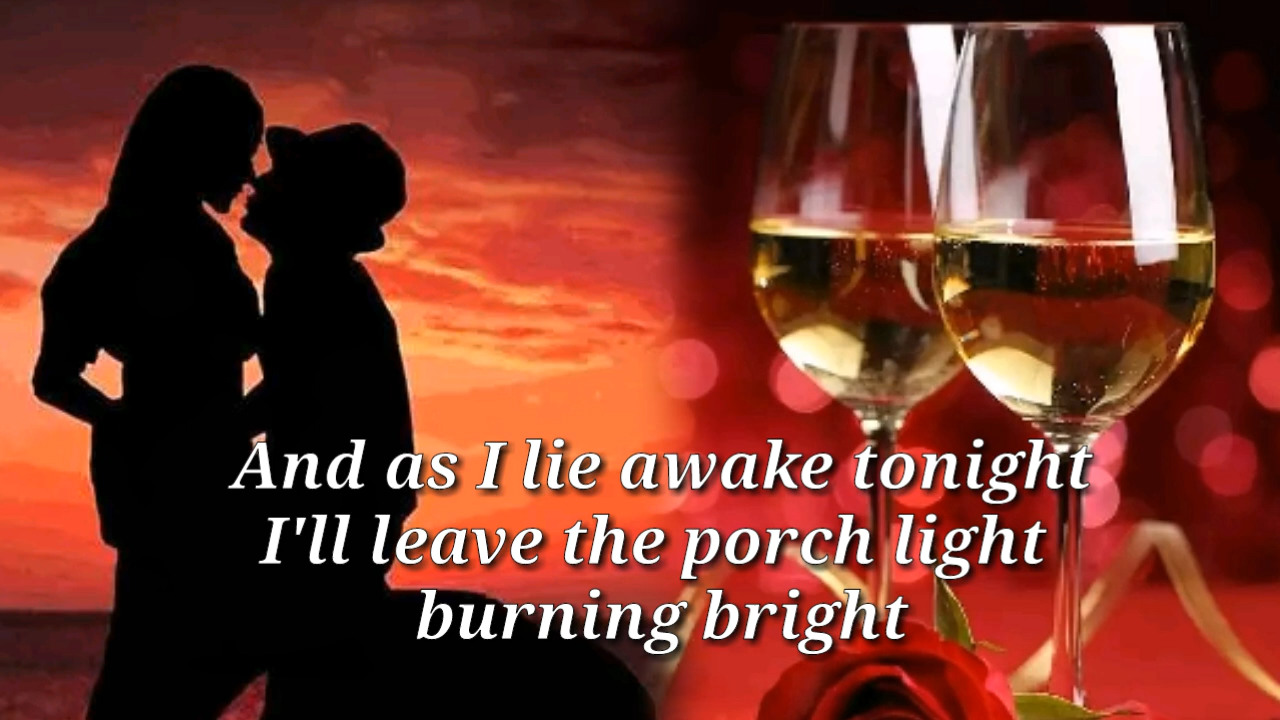 And as I lie awake tonight
I'll leave the porch light
burning bright